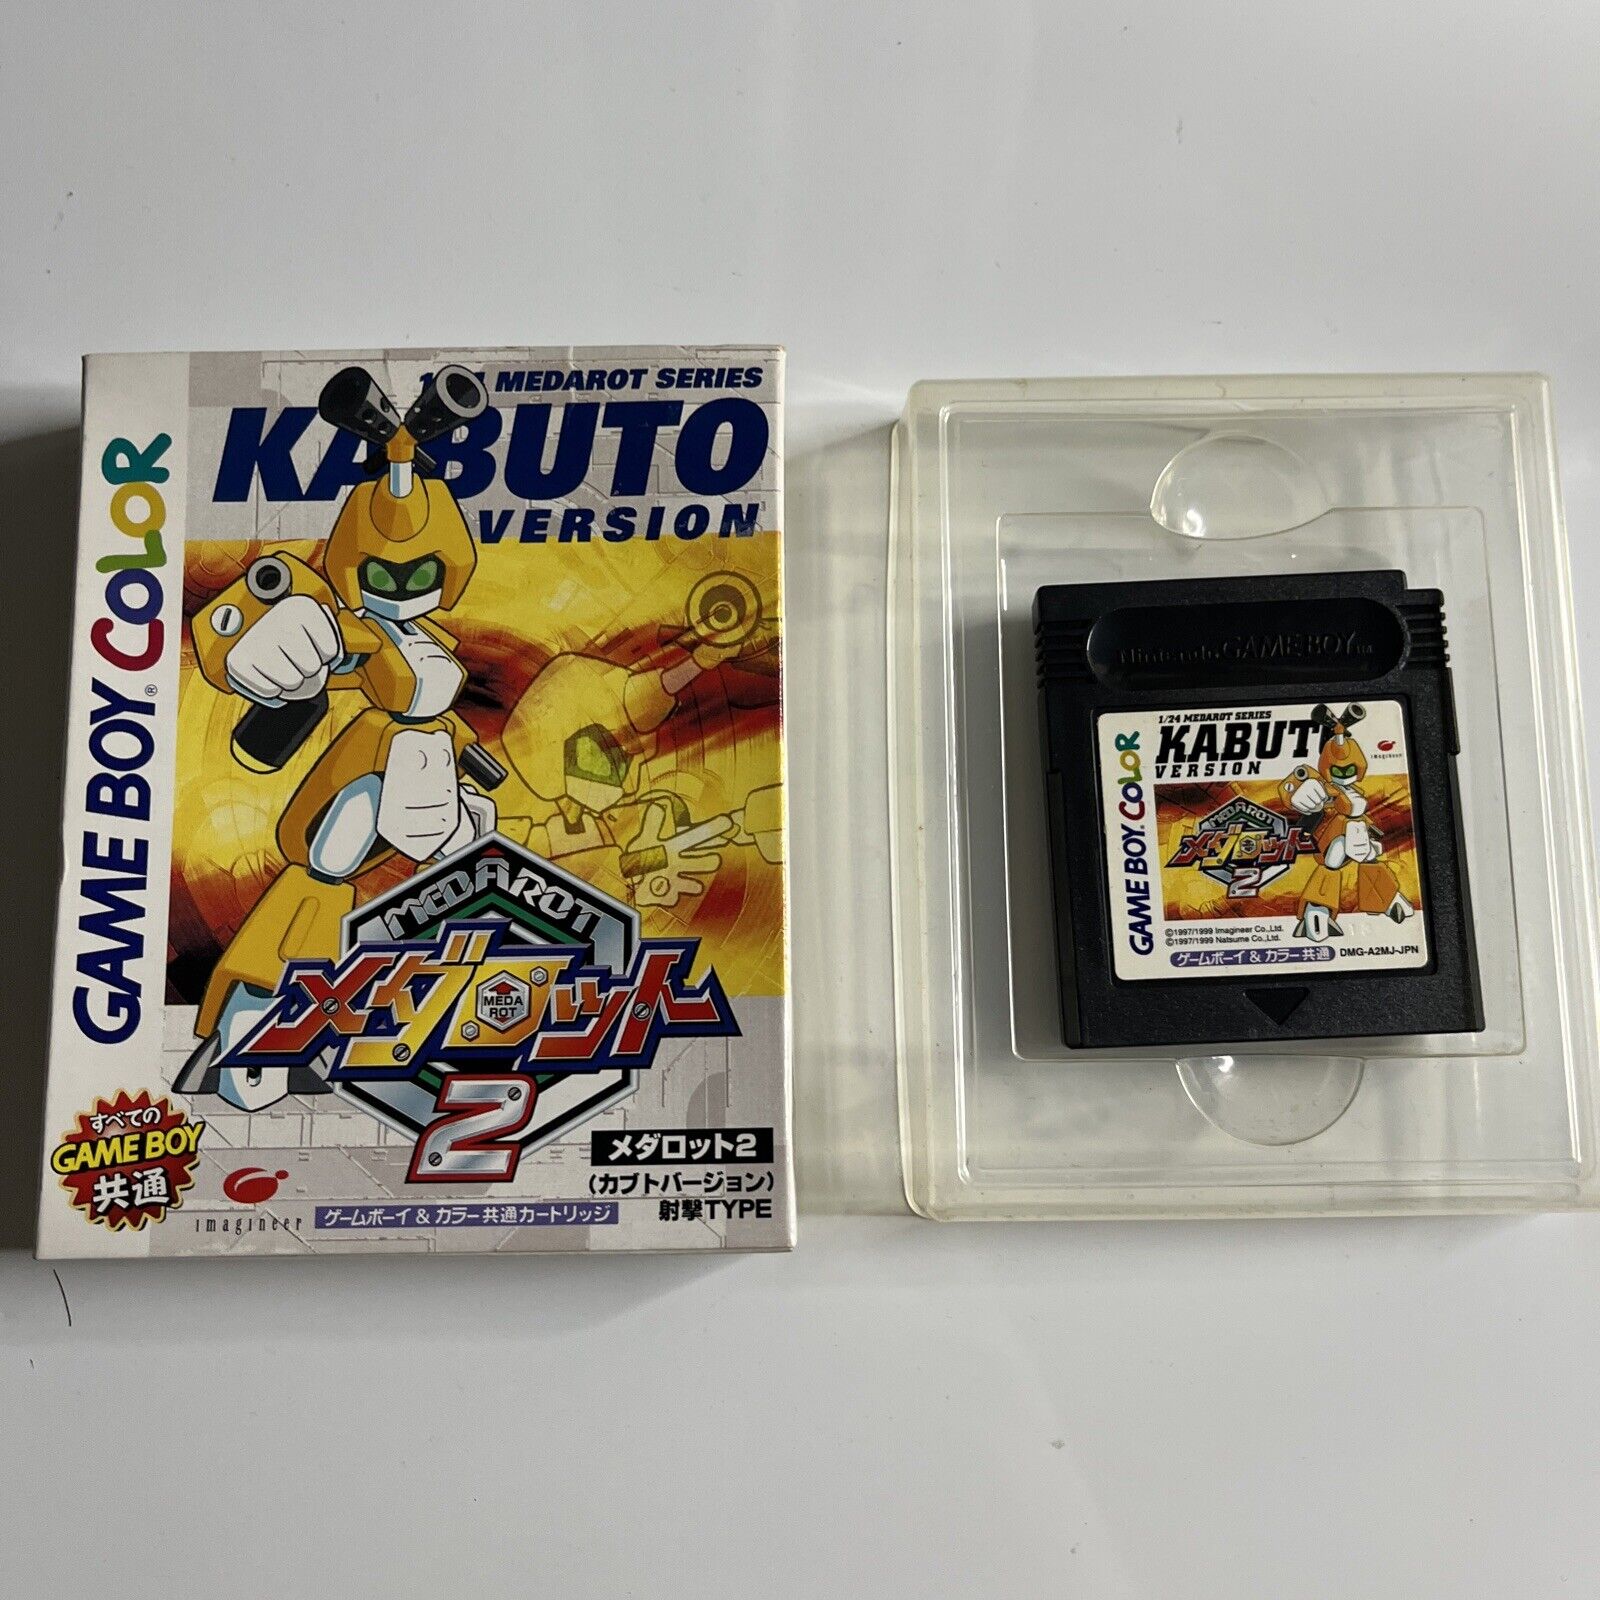 MEDAROT SERIES
KABUTO
VERSION
GAME BOY COLOR
MEDAROT
メダロット
MEDA
ROT
2
すべての
GAME BOY
共通
imagineer
ゲームボーイ & カラー共通カートリッジ
メダロット2
(カブトバージョン)
射撃TYPE
Nintendo GAME BOY TM
1/24 MEDAROT SERIES
KABUT
VERSION
imagineer
GAME BOY COLOR
MEDAROT
メダロット
2
©1997/1999 Imagineer Co.,Ltd.
©1997/1999 Natsume Co.,Ltd.
ゲームボーイ & カラー共通
DMG-A2MJ-JPN